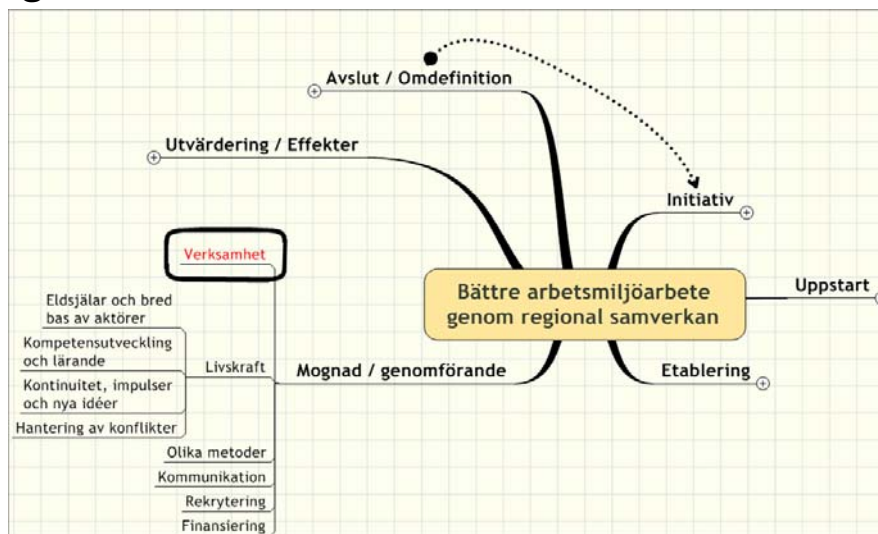 Avslut / Omdefinition
Utvärdering / Effekter
Initiativ
Verksamhet
Bättre arbetsmiljöarbete
genom regional samverkan
Uppstart
Eldsjälar och bred
bas av aktörer
Kompetensutveckling
och lärande
Livskraft
Mognad / genomförande
Etablering
Kontinuitet, impulser
och nya idéer
Hantering av konflikter
Olika metoder
Kommunikation
Rekrytering
Finansiering